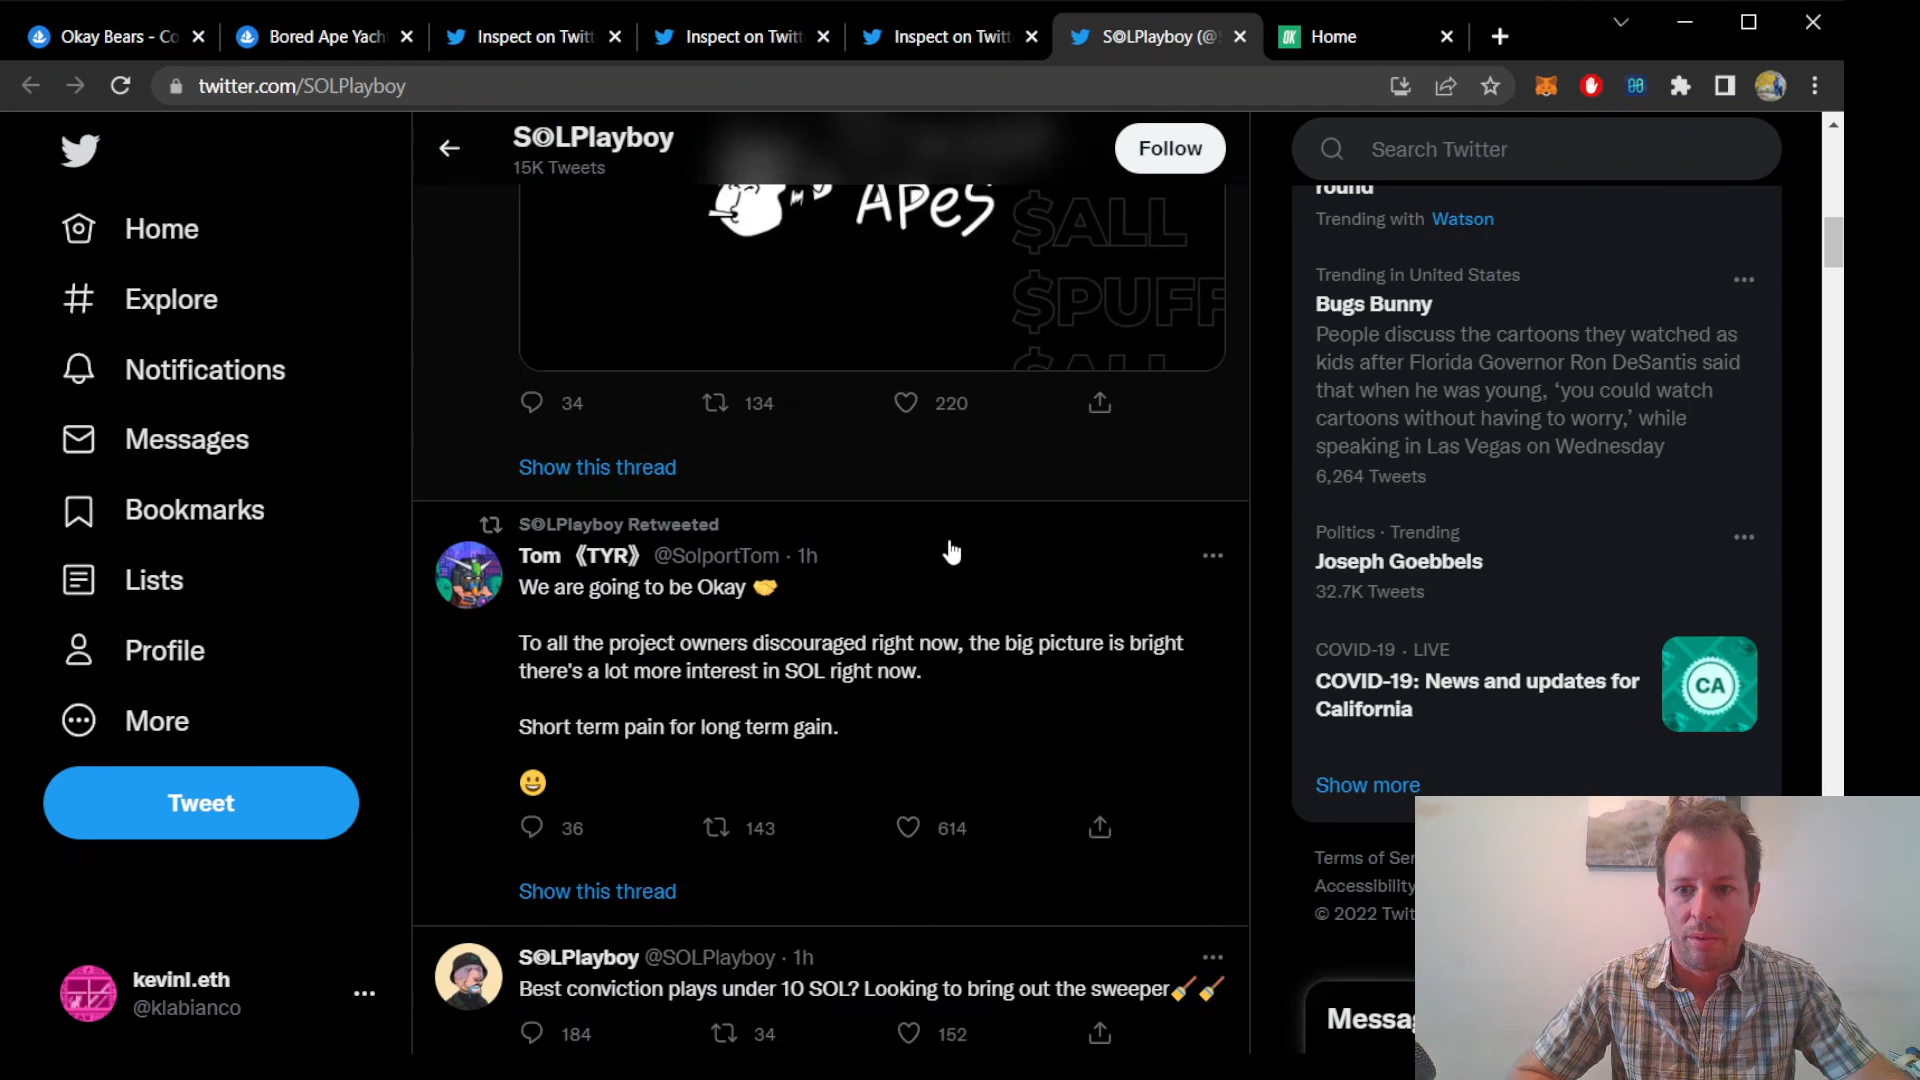 Okay Bears - Co
Bored Ape Yach
Inspect on Twitt
Inspect on Twitt
Inspect on Twitt
S◎LPlayboy (@S
OK Home
twitter.com/SOLPlayboy
S◎LPlayboy
15K Tweets
Follow
Search Twitter
APES
$ALL
$PUFF
$ALL
34
134
220
Show this thread
S◎LPlayboy Retweeted
Tom 《TYR》 @SolportTom · 1h
We are going to be Okay 🤝
To all the project owners discouraged right now, the big picture is bright
there's a lot more interest in SOL right now.
Short term pain for long term gain.
😀
36
143
614
Show this thread
S◎LPlayboy @SOLPlayboy · 1h
Best conviction plays under 10 SOL? Looking to bring out the sweeper🧹🧹
184
34
152
Home
Explore
Notifications
Messages
Bookmarks
Lists
Profile
More
Tweet
kevinl.eth
@klabianco
round
Trending with Watson
Trending in United States
Bugs Bunny
People discuss the cartoons they watched as
kids after Florida Governor Ron DeSantis said
that when he was young, ‘you could watch
cartoons without having to worry,’ while
speaking in Las Vegas on Wednesday
6,264 Tweets
Politics · Trending
Joseph Goebbels
32.7K Tweets
COVID-19 · LIVE
COVID-19: News and updates for
California
CA
Show more
Terms of Ser
Accessibility
© 2022 Twit
Messag